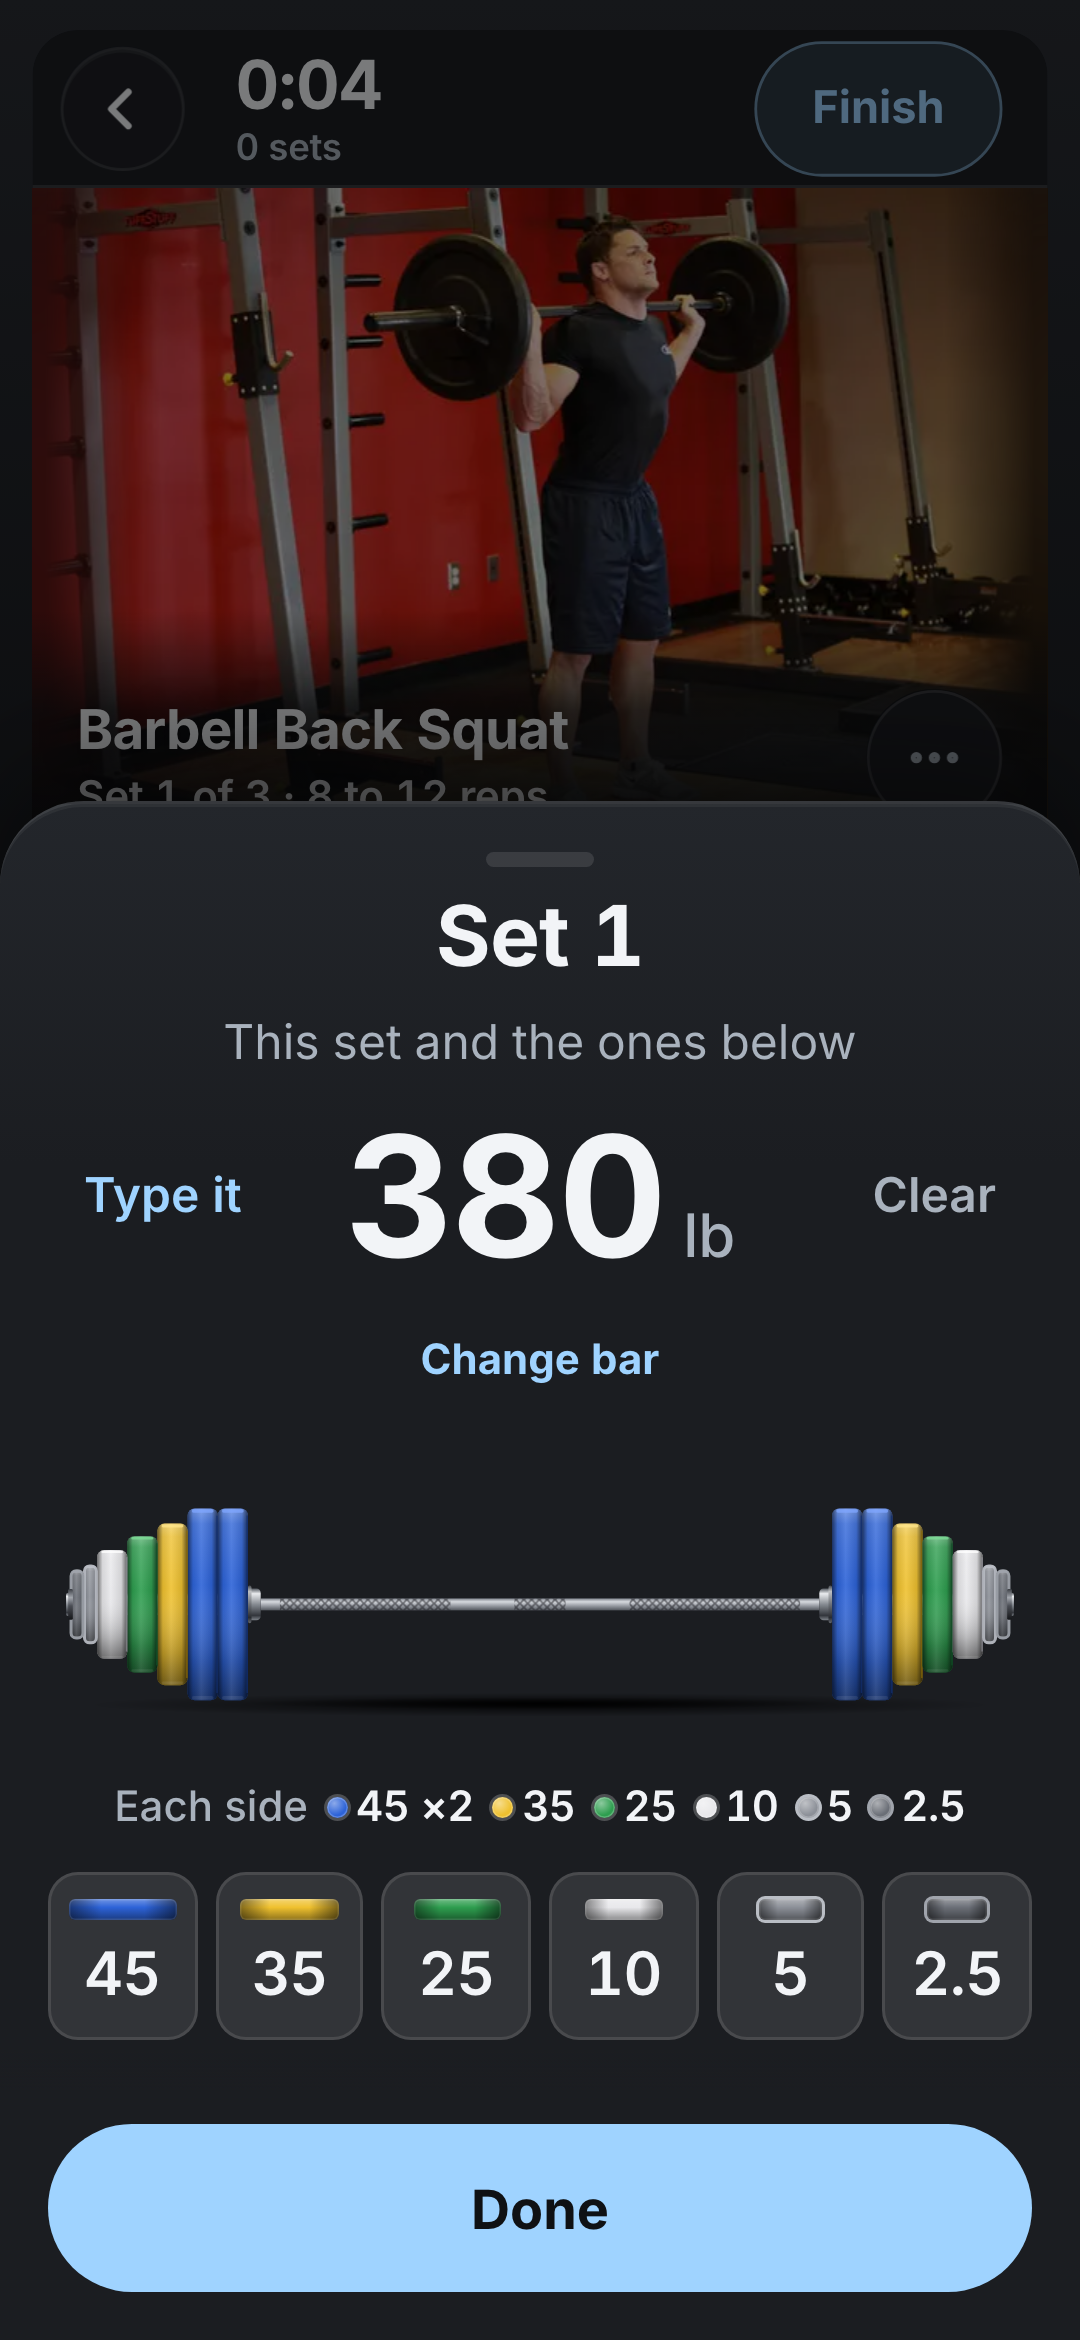 0:04
0 sets
Finish
Barbell Back Squat
Set 1 of 3 · 8 to 12 reps
Set 1
This set and the ones below
Type it
380 lb
Clear
Change bar
Each side 45 ×2 35 25 10 5 2.5
45 35 25 10 5 2.5
Done